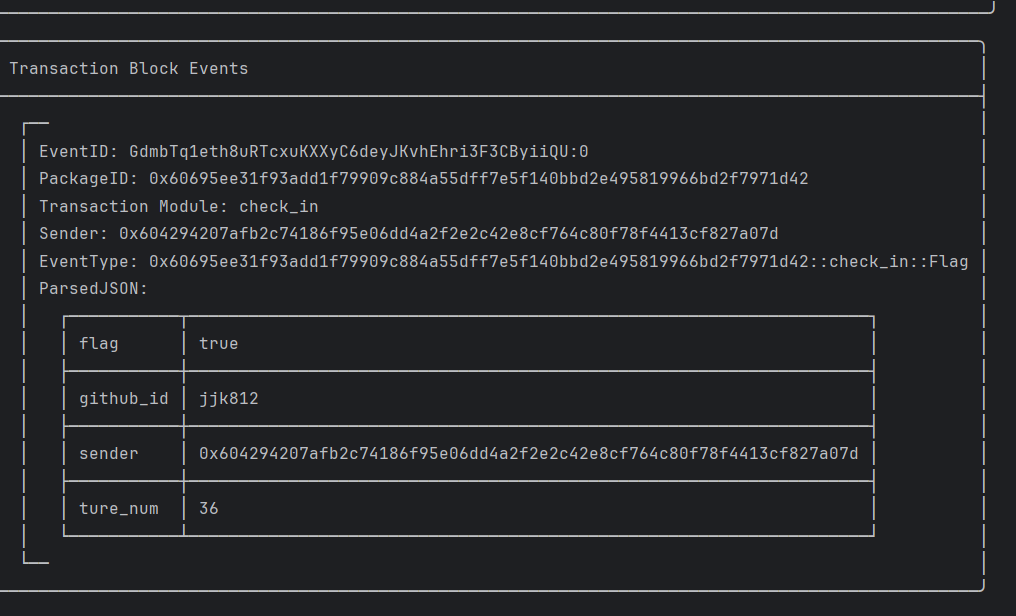 Transaction Block Events
EventID: GdmbTq1eth8uRTcxuKXXyC6deyJKvhEhri3F3CByiiQU:0
PackageID: 0x60695ee31f93add1f79909c884a55dff7e5f140bbd2e495819966bd2f7971d42
Transaction Module: check_in
Sender: 0x604294207afb2c74186f95e06dd4a2f2e2c42e8cf764c80f78f4413cf827a07d
EventType: 0x60695ee31f93add1f79909c884a55dff7e5f140bbd2e495819966bd2f7971d42::check_in::Flag
ParsedJSON:
flag true
github_id jjk812
sender 0x604294207afb2c74186f95e06dd4a2f2e2c42e8cf764c80f78f4413cf827a07d
ture_num 36